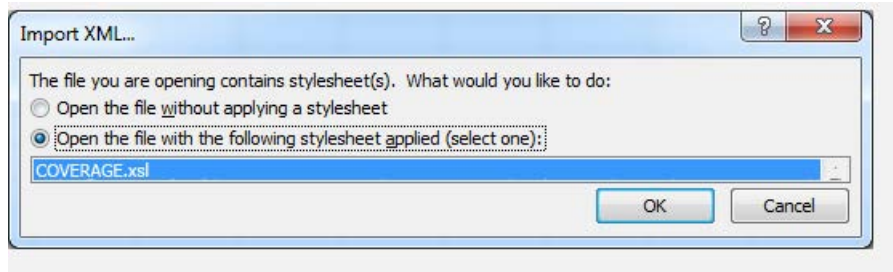 Import XML...
The file you are opening contains stylesheet(s). What would you like to do:
Open the file without applying a stylesheet
Open the file with the following stylesheet applied (select one):
COVERAGE.xsl
OK Cancel